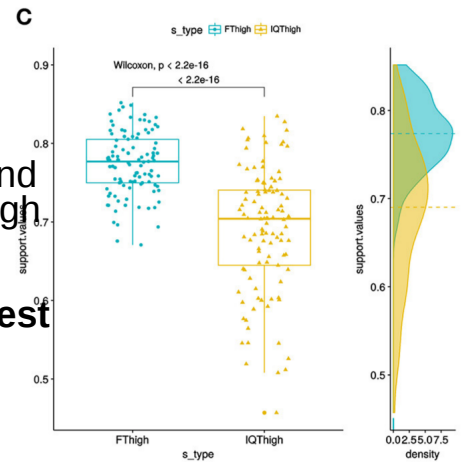 C
s_type FThigh IQThigh
Wilcoxon, p < 2.2e-16
< 2.2e-16
0.9
0.8
0.7
0.6
0.5
support.values
FThigh IQThigh
s_type
0.8
0.7
0.6
0.5
support.values
0.02.55.07.5
density
nd
gh
est